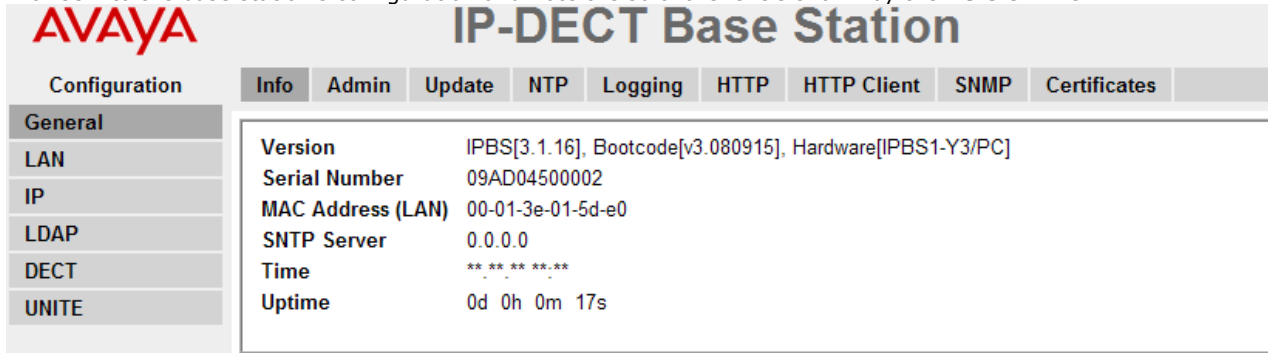 AVAYA IP-DECT Base Station
Configuration Info Admin Update NTP Logging HTTP HTTP Client SNMP Certificates
General
LAN
IP
LDAP
DECT
UNITE
Version IPBS[3.1.16], Bootcode[v3.080915], Hardware[IPBS1-Y3/PC]
Serial Number 09AD04500002
MAC Address (LAN) 00-01-3e-01-5d-e0
SNTP Server 0.0.0.0
Time **.**.** **:**
Uptime 0d 0h 0m 17s